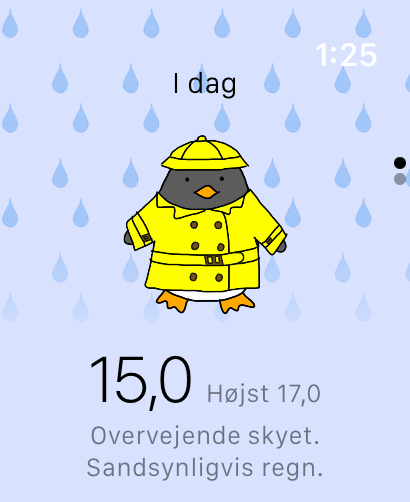 1:25
I dag
15,0 Højst 17,0
Overvejende skyet.
Sandsynligvis regn.